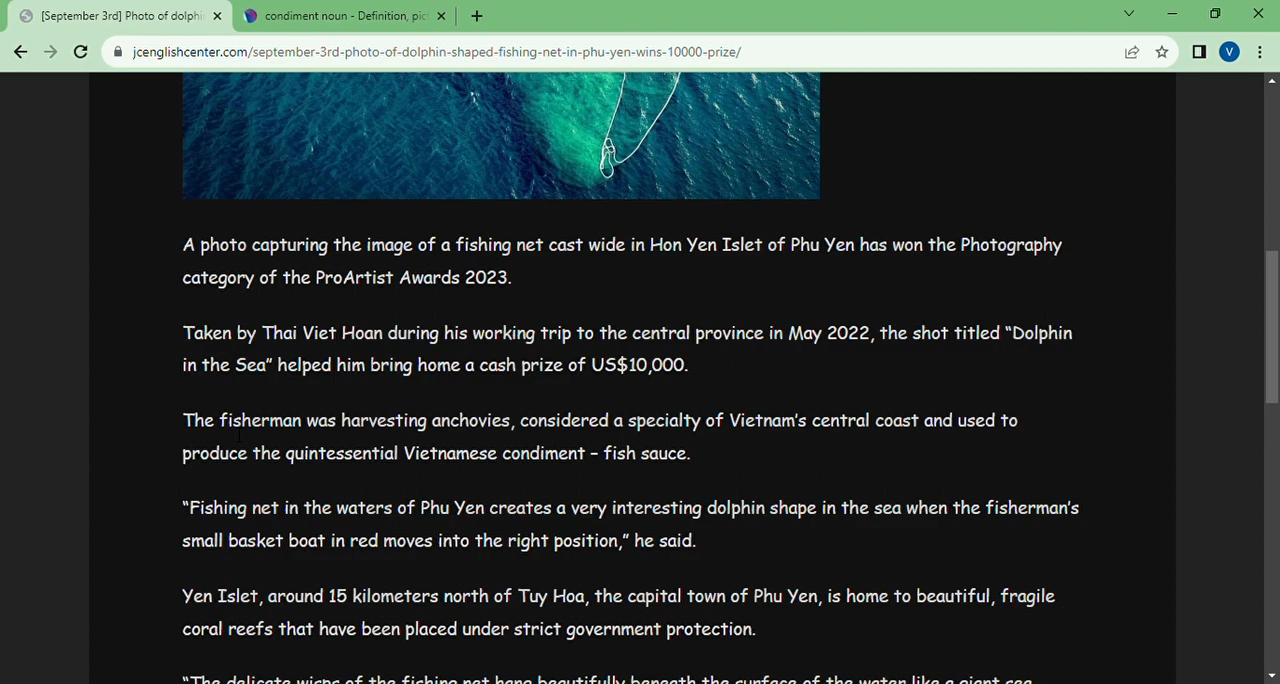 [September 3rd] Photo of dolphi
condiment noun - Definition, pic
jcenglishcenter.com/september-3rd-photo-of-dolphin-shaped-fishing-net-in-phu-yen-wins-10000-prize/
V
A photo capturing the image of a fishing net cast wide in Hon Yen Islet of Phu Yen has won the Photography
category of the ProArtist Awards 2023.
Taken by Thai Viet Hoan during his working trip to the central province in May 2022, the shot titled “Dolphin
in the Sea” helped him bring home a cash prize of US$10,000.
The fisherman was harvesting anchovies, considered a specialty of Vietnam’s central coast and used to
produce the quintessential Vietnamese condiment – fish sauce.
“Fishing net in the waters of Phu Yen creates a very interesting dolphin shape in the sea when the fisherman’s
small basket boat in red moves into the right position,” he said.
Yen Islet, around 15 kilometers north of Tuy Hoa, the capital town of Phu Yen, is home to beautiful, fragile
coral reefs that have been placed under strict government protection.
“The delicate wisps of the fishing net hang beautifully beneath the surface of the water like a giant sea